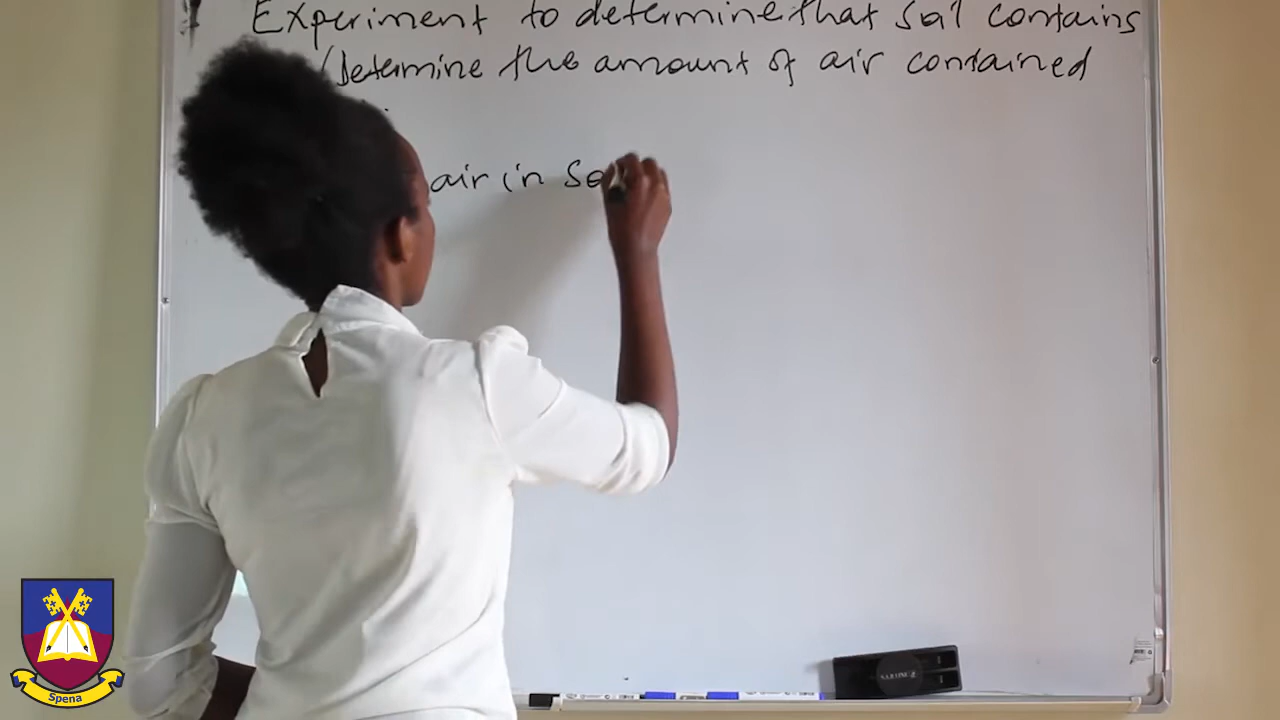 Experiment to determine that soil contains
/Determine the amount of air contained
air in So
Spena